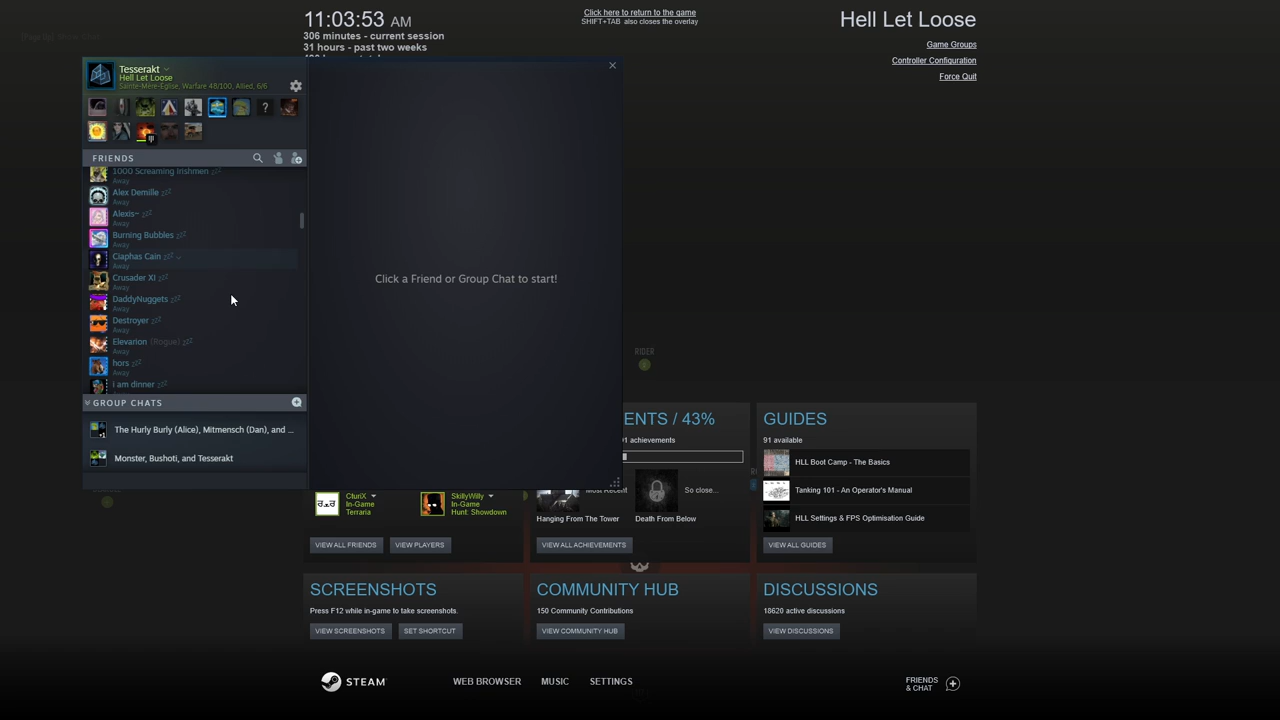 11:03:53 AM
306 minutes - current session
31 hours - past two weeks
Click here to return to the game
SHIFT+TAB also closes the overlay
Hell Let Loose
Game Groups
Controller Configuration
Force Quit
Tesserakt
Hell Let Loose
Sainte-Mère-Église, Warfare 48/100, Allied, 6/6
?
FRIENDS
1000 Screaming Irishmen
Away
Alex Demille
Away
Alexis~
Away
Burning Bubbles
Away
Ciaphas Cain
Away
Crusader XI
Away
DaddyNuggets
Away
Destroyer
Away
Elevarion (Rogue)
Away
hors
Away
i am dinner
GROUP CHATS
+1
The Hurly Burly (Alice), Mitmensch (Dan), and ...
Monster, Bushoti, and Tesserakt
Click a Friend or Group Chat to start!
RIDER
ENTS / 43%
91 achievements
Most Recent
So close...
Hanging From The Tower
Death From Below
VIEW ALL ACHIEVEMENTS
GUIDES
91 available
HLL Boot Camp - The Basics
Tanking 101 - An Operator's Manual
HLL Settings & FPS Optimisation Guide
VIEW ALL GUIDES
CfuriX
In-Game
Terraria
SkillyWilly
In-Game
Hunt: Showdown
VIEW ALL FRIENDS
VIEW PLAYERS
SCREENSHOTS
Press F12 while in-game to take screenshots.
VIEW SCREENSHOTS
SET SHORTCUT
COMMUNITY HUB
150 Community Contributions
VIEW COMMUNITY HUB
DISCUSSIONS
18620 active discussions
VIEW DISCUSSIONS
STEAM
WEB BROWSER
MUSIC
SETTINGS
FRIENDS
& CHAT